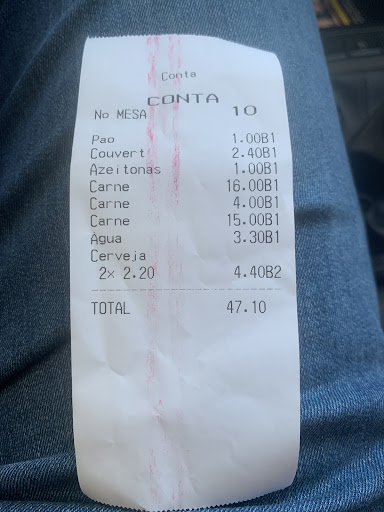 Conta
CONTA
No MESA 10
Pao 1.00B1
Couvert 2.40B1
Azeitonas 1.00B1
Carne 16.00B1
Carne 4.00B1
Carne 15.00B1
Agua 3.30B1
Cerveja
2x 2.20 4.40B2
TOTAL 47.10